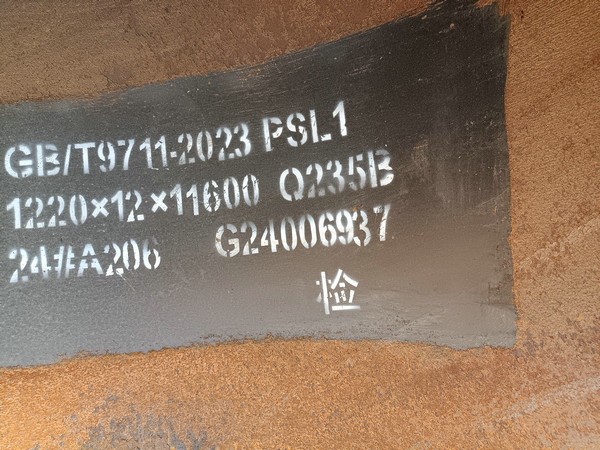 GB/T9711-2023 PSL1
1220×12×11600 Q235B
24#A206 G24006937
检